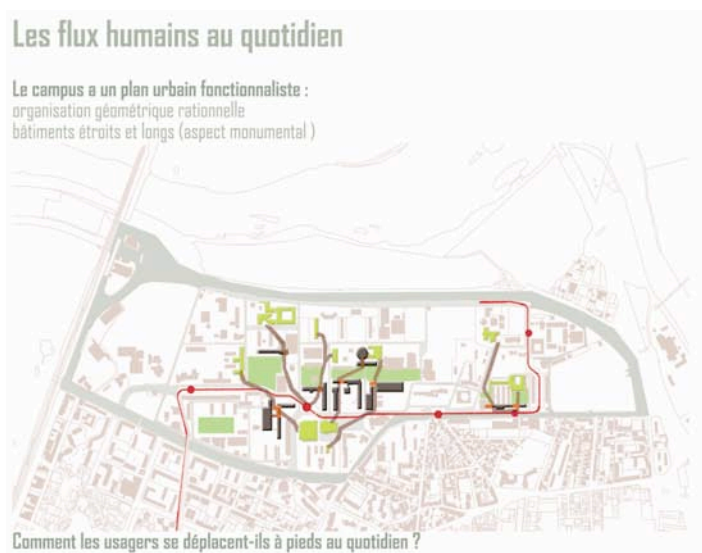 Les flux humains au quotidien
Le campus a un plan urbain fonctionnaliste :
organisation géométrique rationnelle
bâtiments étroits et longs (aspect monumental )
Comment les usagers se déplacent-ils à pieds au quotidien ?